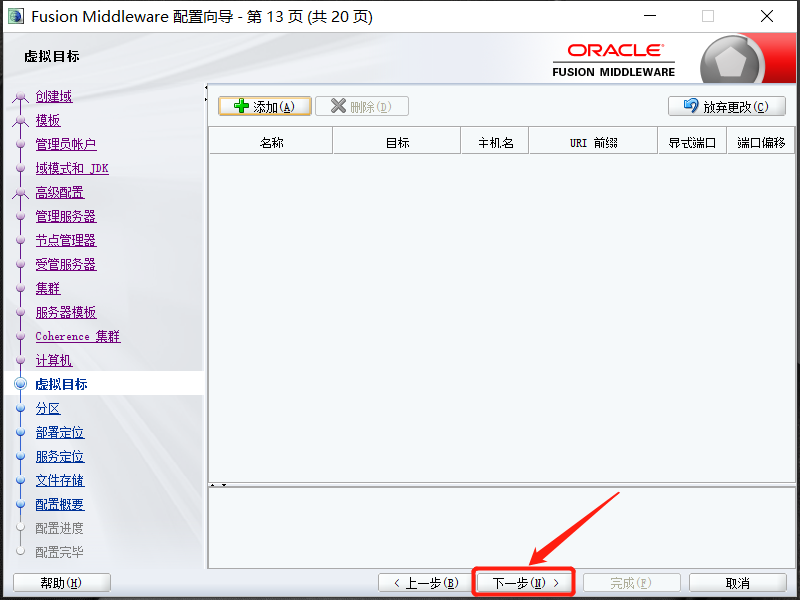 Fusion Middleware 配置向导 - 第 13 页 (共 20 页)
虚拟目标
ORACLE
FUSION MIDDLEWARE
创建域
模板
管理员帐户
域模式和 JDK
高级配置
管理服务器
节点管理器
受管服务器
集群
服务器模板
Coherence 集群
计算机
虚拟目标
分区
部署定位
服务定位
文件存储
配置概要
配置进度
配置完毕
添加(A)
删除(D)
放弃更改(C)
名称 目标 主机名 URI 前缀 显式端口 端口偏移
帮助(H)
< 上一步(B)
下一步(N) >
完成(F)
取消